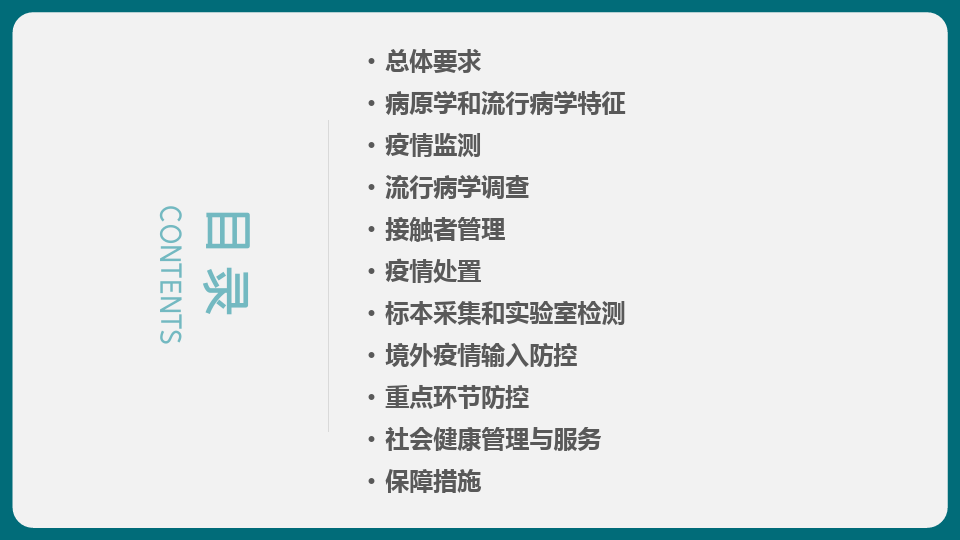 目录
CONTENTS
• 总体要求
• 病原学和流行病学特征
• 疫情监测
• 流行病学调查
• 接触者管理
• 疫情处置
• 标本采集和实验室检测
• 境外疫情输入防控
• 重点环节防控
• 社会健康管理与服务
• 保障措施